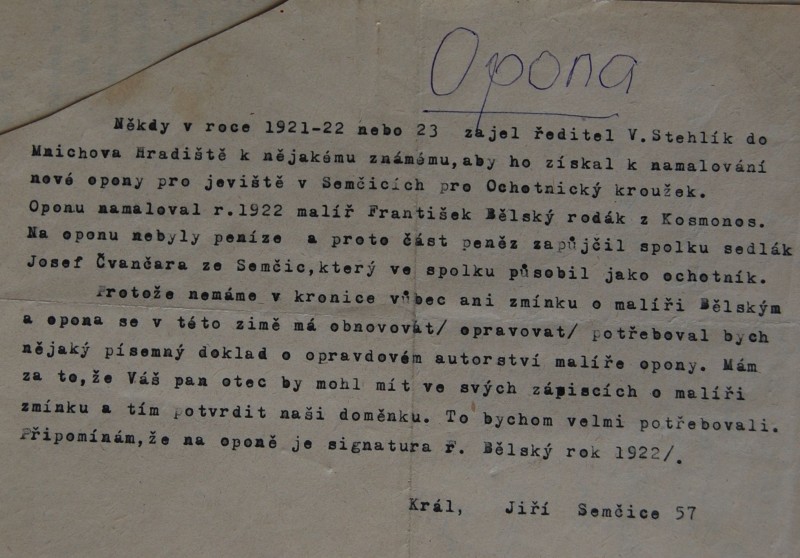 Opona
Někdy v roce 1921-22 nebo 23 zajel ředitel V.Stehlík do
Mnichova Hradiště k nějakému známému,aby ho získal k namalování
nové opony pro jeviště v Semčicích pro Ochotnický kroužek.
Oponu namaloval r.1922 malíř František Bělský rodák z Kosmonos.
Na oponu nebyly peníze a proto část peněz zapůjčil spolku sedlák
Josef Čvančara ze Semčic,který ve spolku působil jako ochotník.
Protože nemáme v kronice vůbec ani zmínku o malíři Bělským
a opona se v této zimě má obnovovat/ opravovat/ potřeboval bych
nějaký písemný doklad o opravdovém autorství malíře opony. Mám
za to,že Váš pan otec by mohl mít ve svých zápiscích o malíři
zmínku a tím potvrdit naši doměnku. To bychom velmi potřebovali.
Připomínám,že na oponě je signatura F. Bělský rok 1922/.
Král, Jiří Semčice 57